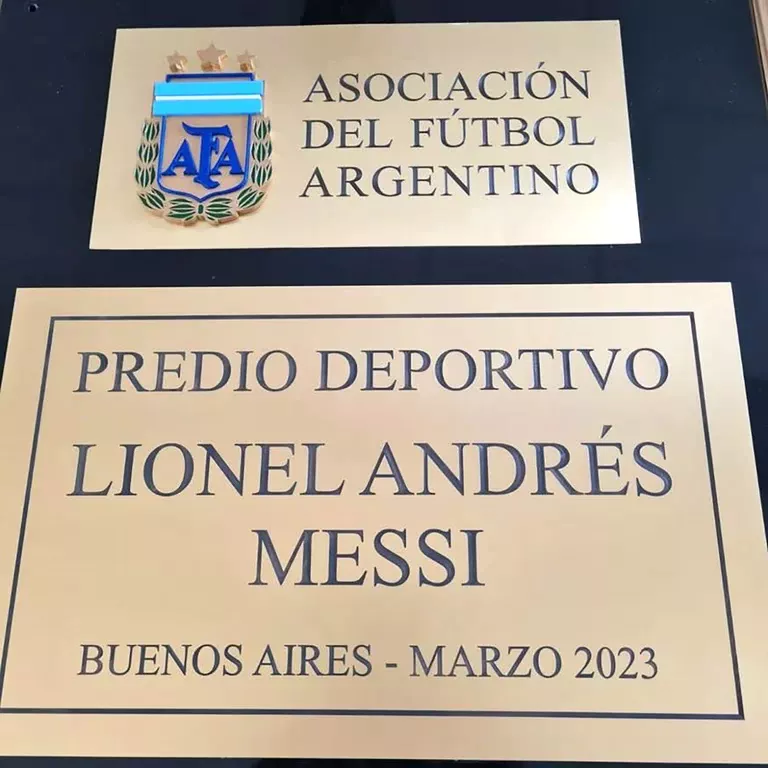 AFA
ASOCIACIÓN
DEL FÚTBOL
ARGENTINO
PREDIO DEPORTIVO
LIONEL ANDRÉS
MESSI
BUENOS AIRES - MARZO 2023